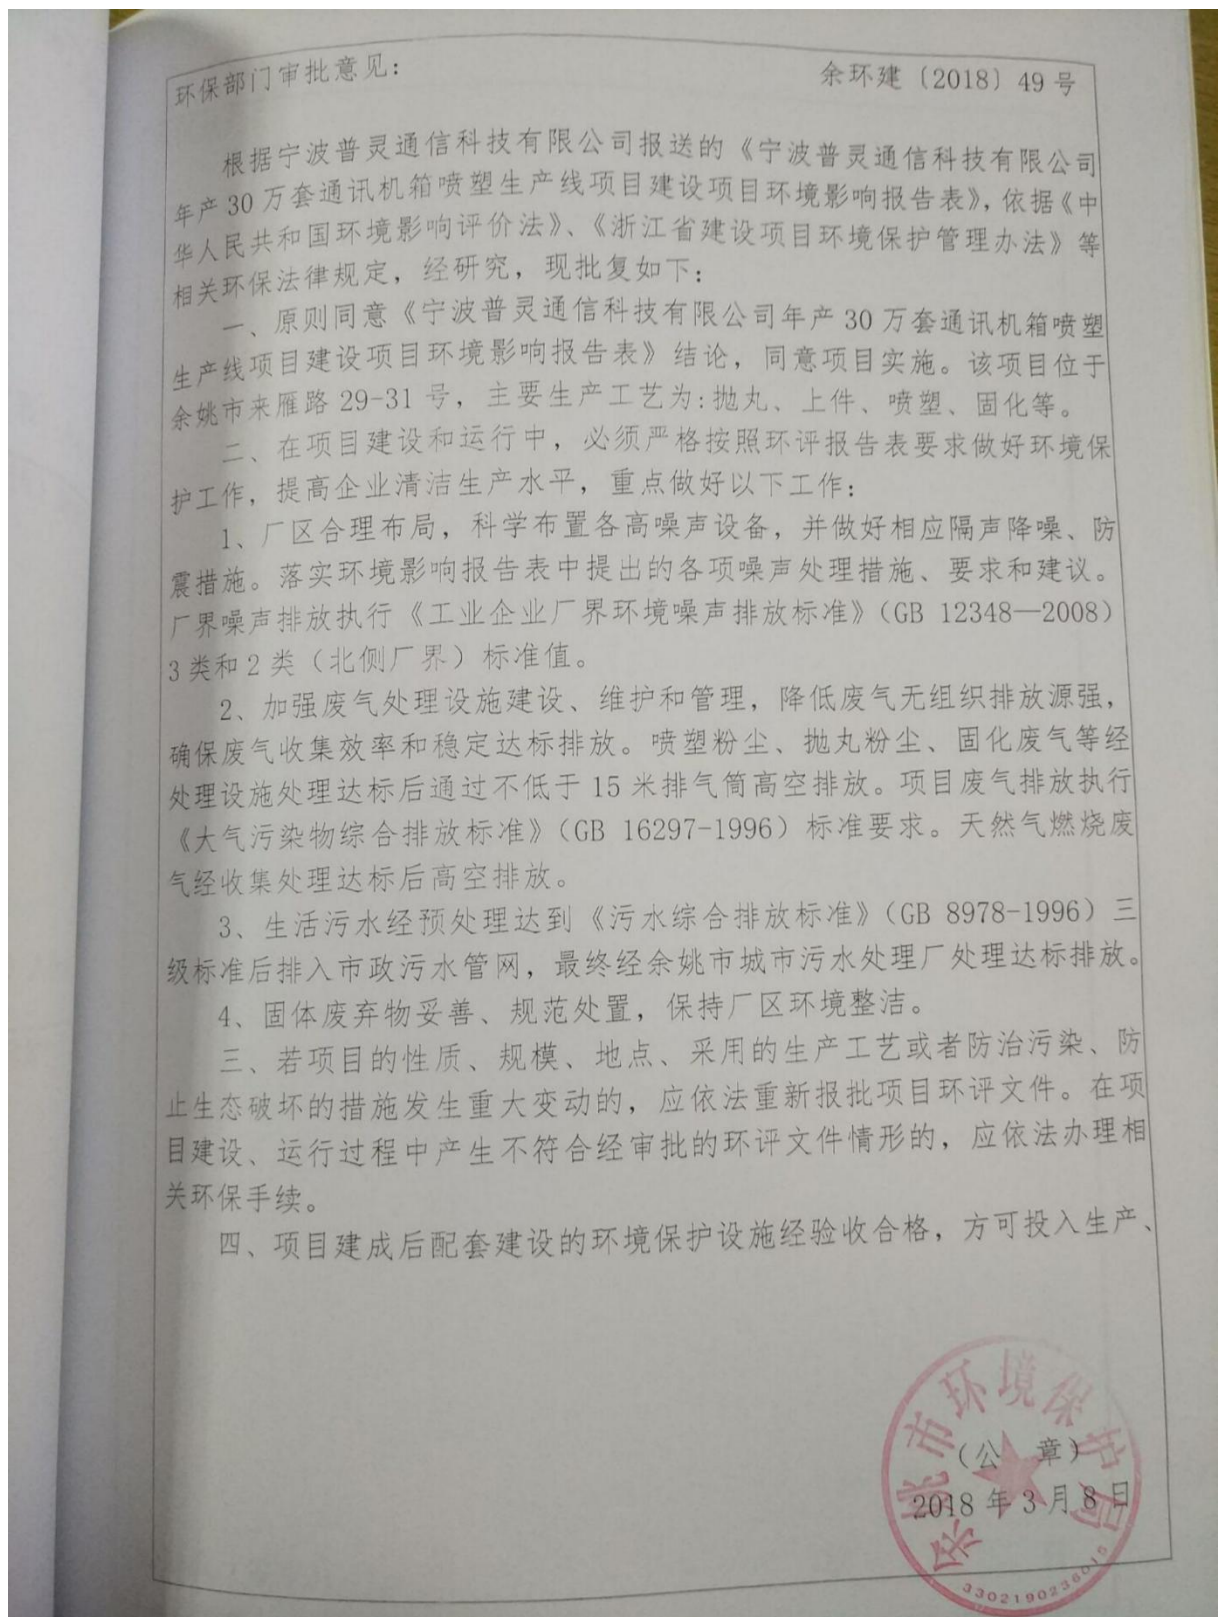 环保部门审批意见：
余环建〔2018〕49号
根据宁波普灵通信科技有限公司报送的《宁波普灵通信科技有限公司
年产30万套通讯机箱喷塑生产线项目建设项目环境影响报告表》，依据《中
华人民共和国环境影响评价法》、《浙江省建设项目环境保护管理办法》等
相关环保法律规定，经研究，现批复如下：
一、原则同意《宁波普灵通信科技有限公司年产30万套通讯机箱喷塑
生产线项目建设项目环境影响报告表》结论，同意项目实施。该项目位于
余姚市来雁路29-31号，主要生产工艺为:抛丸、上件、喷塑、固化等。
二、在项目建设和运行中，必须严格按照环评报告表要求做好环境保
护工作，提高企业清洁生产水平，重点做好以下工作：
1、厂区合理布局，科学布置各高噪声设备，并做好相应隔声降噪、防
震措施。落实环境影响报告表中提出的各项噪声处理措施、要求和建议。
厂界噪声排放执行《工业企业厂界环境噪声排放标准》（GB 12348—2008）
3类和2类（北侧厂界）标准值。
2、加强废气处理设施建设、维护和管理，降低废气无组织排放源强，
确保废气收集效率和稳定达标排放。喷塑粉尘、抛丸粉尘、固化废气等经
处理设施处理达标后通过不低于15米排气筒高空排放。项目废气排放执行
《大气污染物综合排放标准》（GB 16297-1996）标准要求。天然气燃烧废
气经收集处理达标后高空排放。
3、生活污水经预处理达到《污水综合排放标准》（GB 8978-1996）三
级标准后排入市政污水管网，最终经余姚市城市污水处理厂处理达标排放。
4、固体废弃物妥善、规范处置，保持厂区环境整洁。
三、若项目的性质、规模、地点、采用的生产工艺或者防治污染、防
止生态破坏的措施发生重大变动的，应依法重新报批项目环评文件。在项
目建设、运行过程中产生不符合经审批的环评文件情形的，应依法办理相
关环保手续。
四、项目建成后配套建设的环境保护设施经验收合格，方可投入生产、
余姚市环境保护局
（公 章）
2018年3月8日
3302190236015